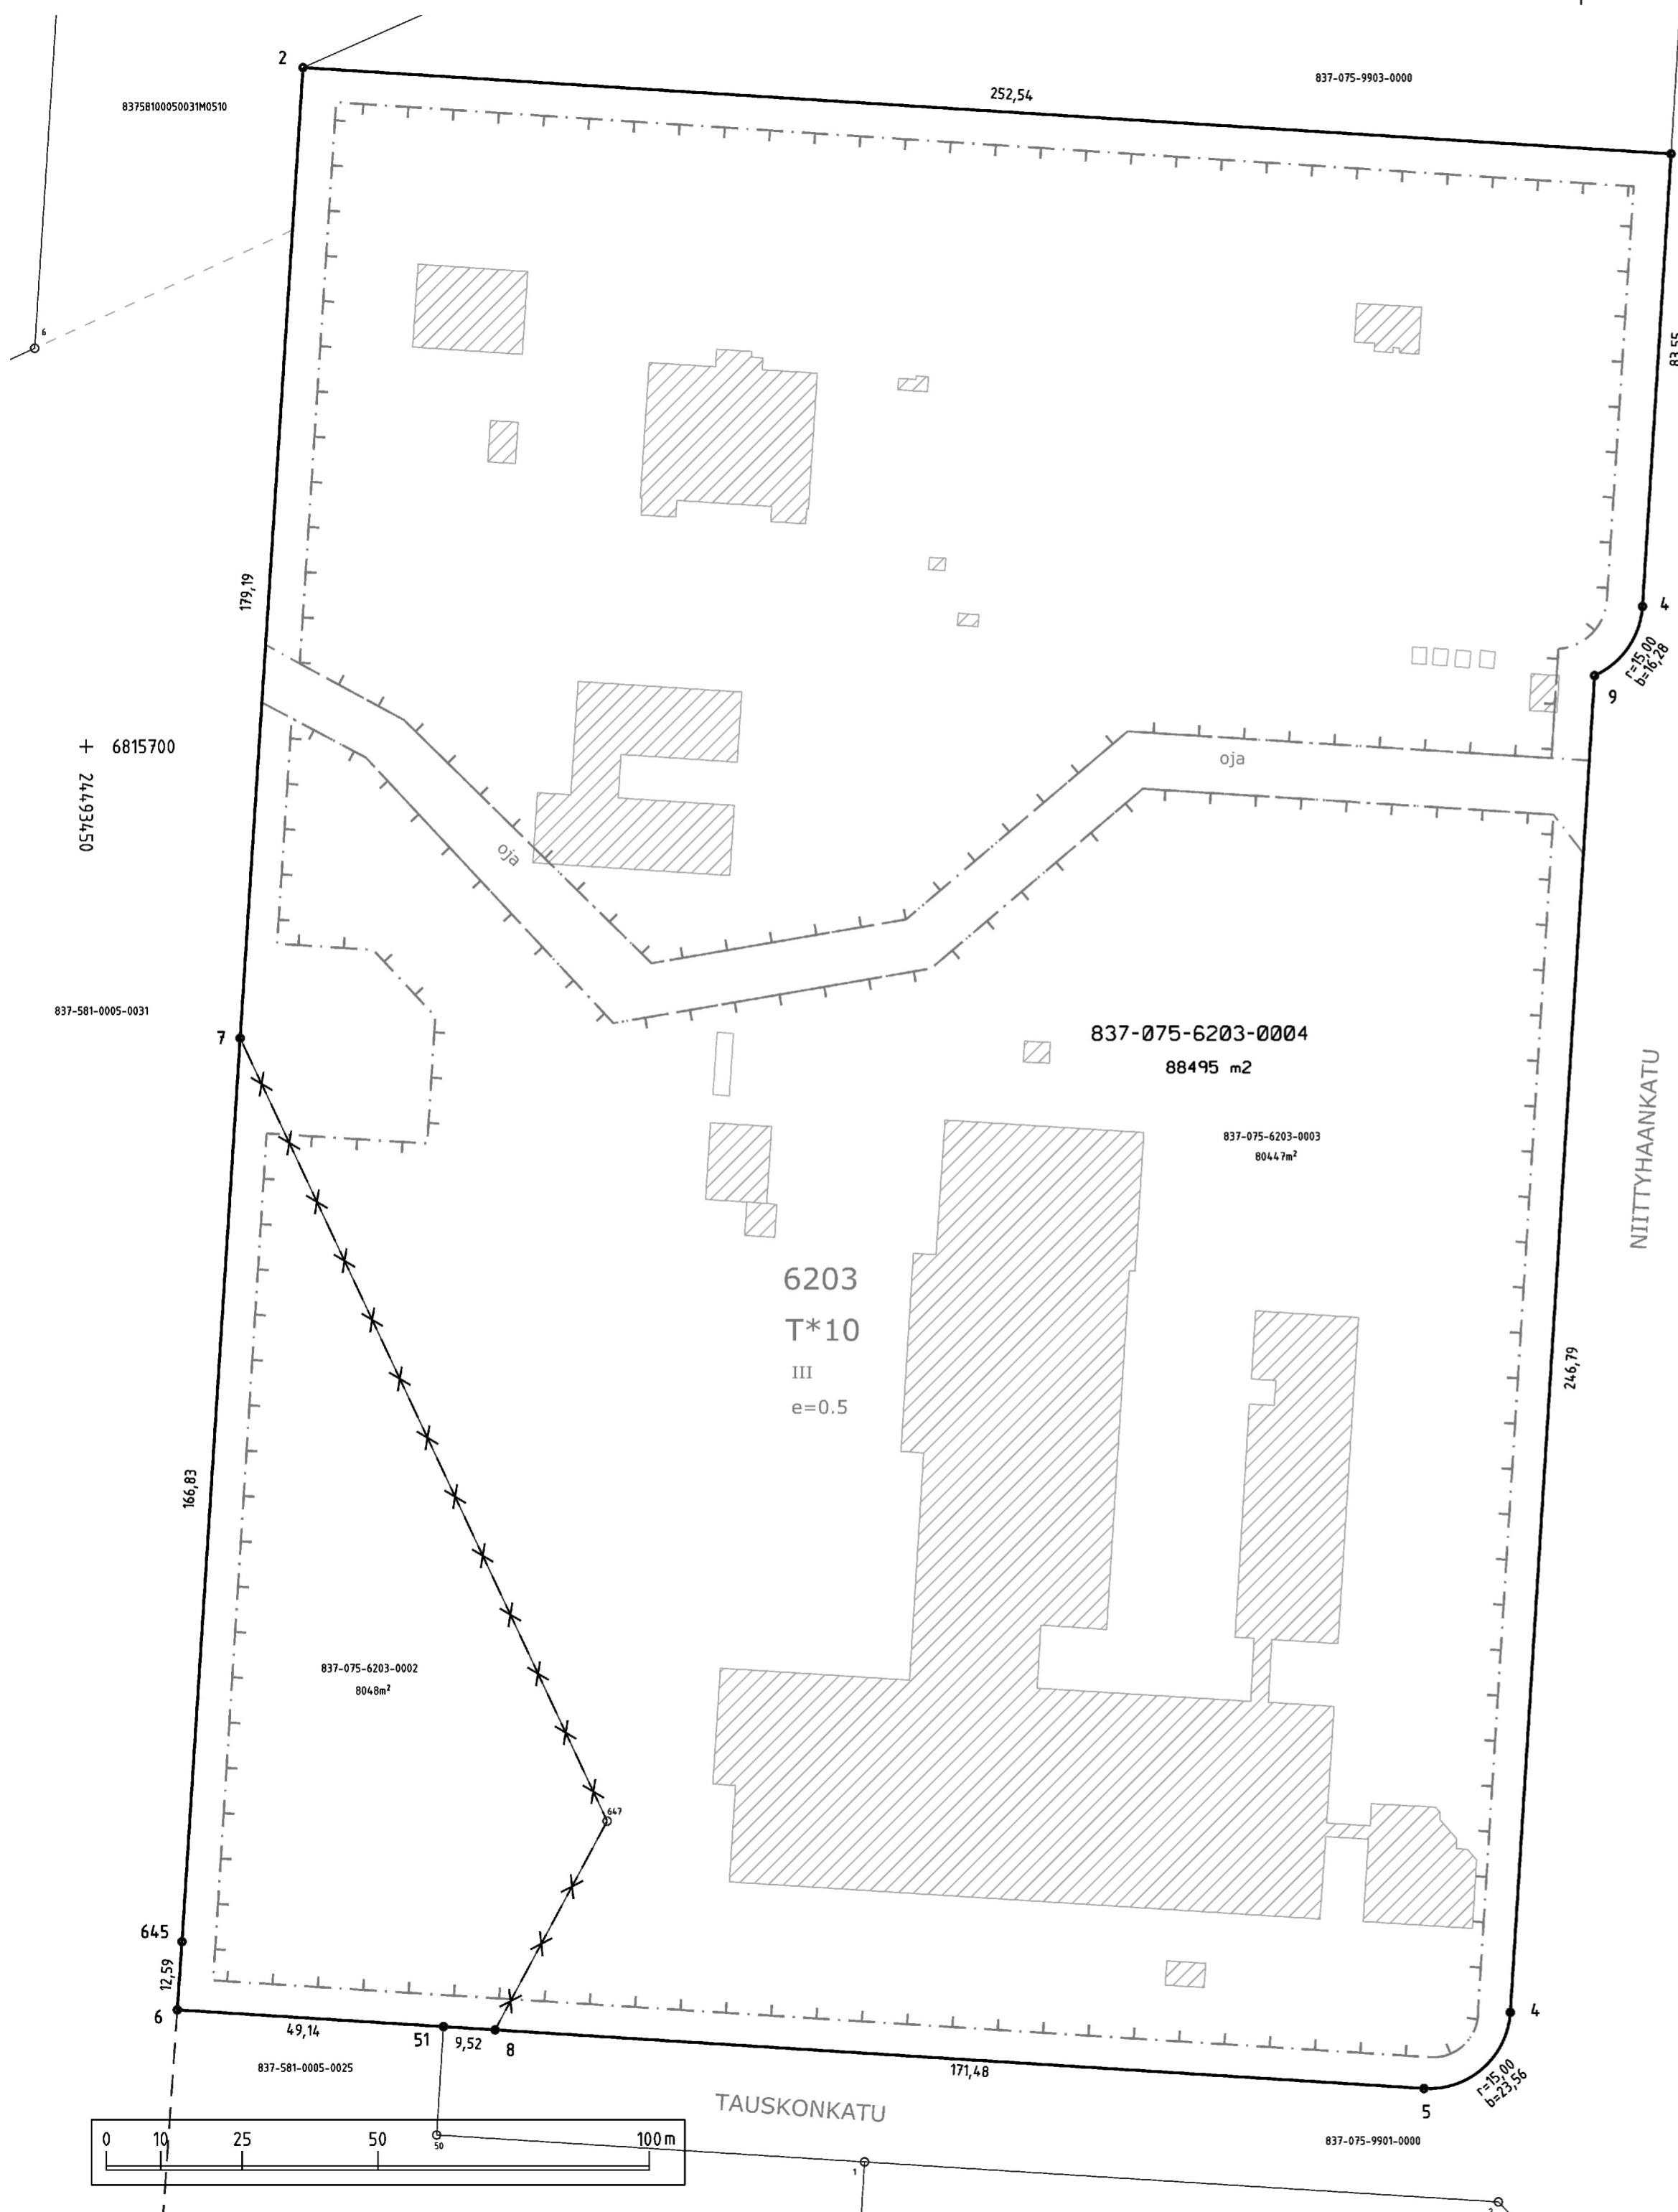 2
837-075-9903-0000
252,54
83758100050031M0510
6
83,55
179,19
4
r=15,00
b=16,28
9
6815700
24493450
oja
oja
837-581-0005-0031
7
837-075-6203-0004
88495 m2
837-075-6203-0003
80447m²
NIITTYHAANKATU
6203
T*10
III
e=0.5
246,79
166,83
837-075-6203-0002
8048m²
647
645
12,59
6
49,14
51
9,52
8
4
171,48
r=15,00
b=23,56
5
837-581-0005-0025
TAUSKONKATU
837-075-9901-0000
0 10 25 50 100 m
50
1